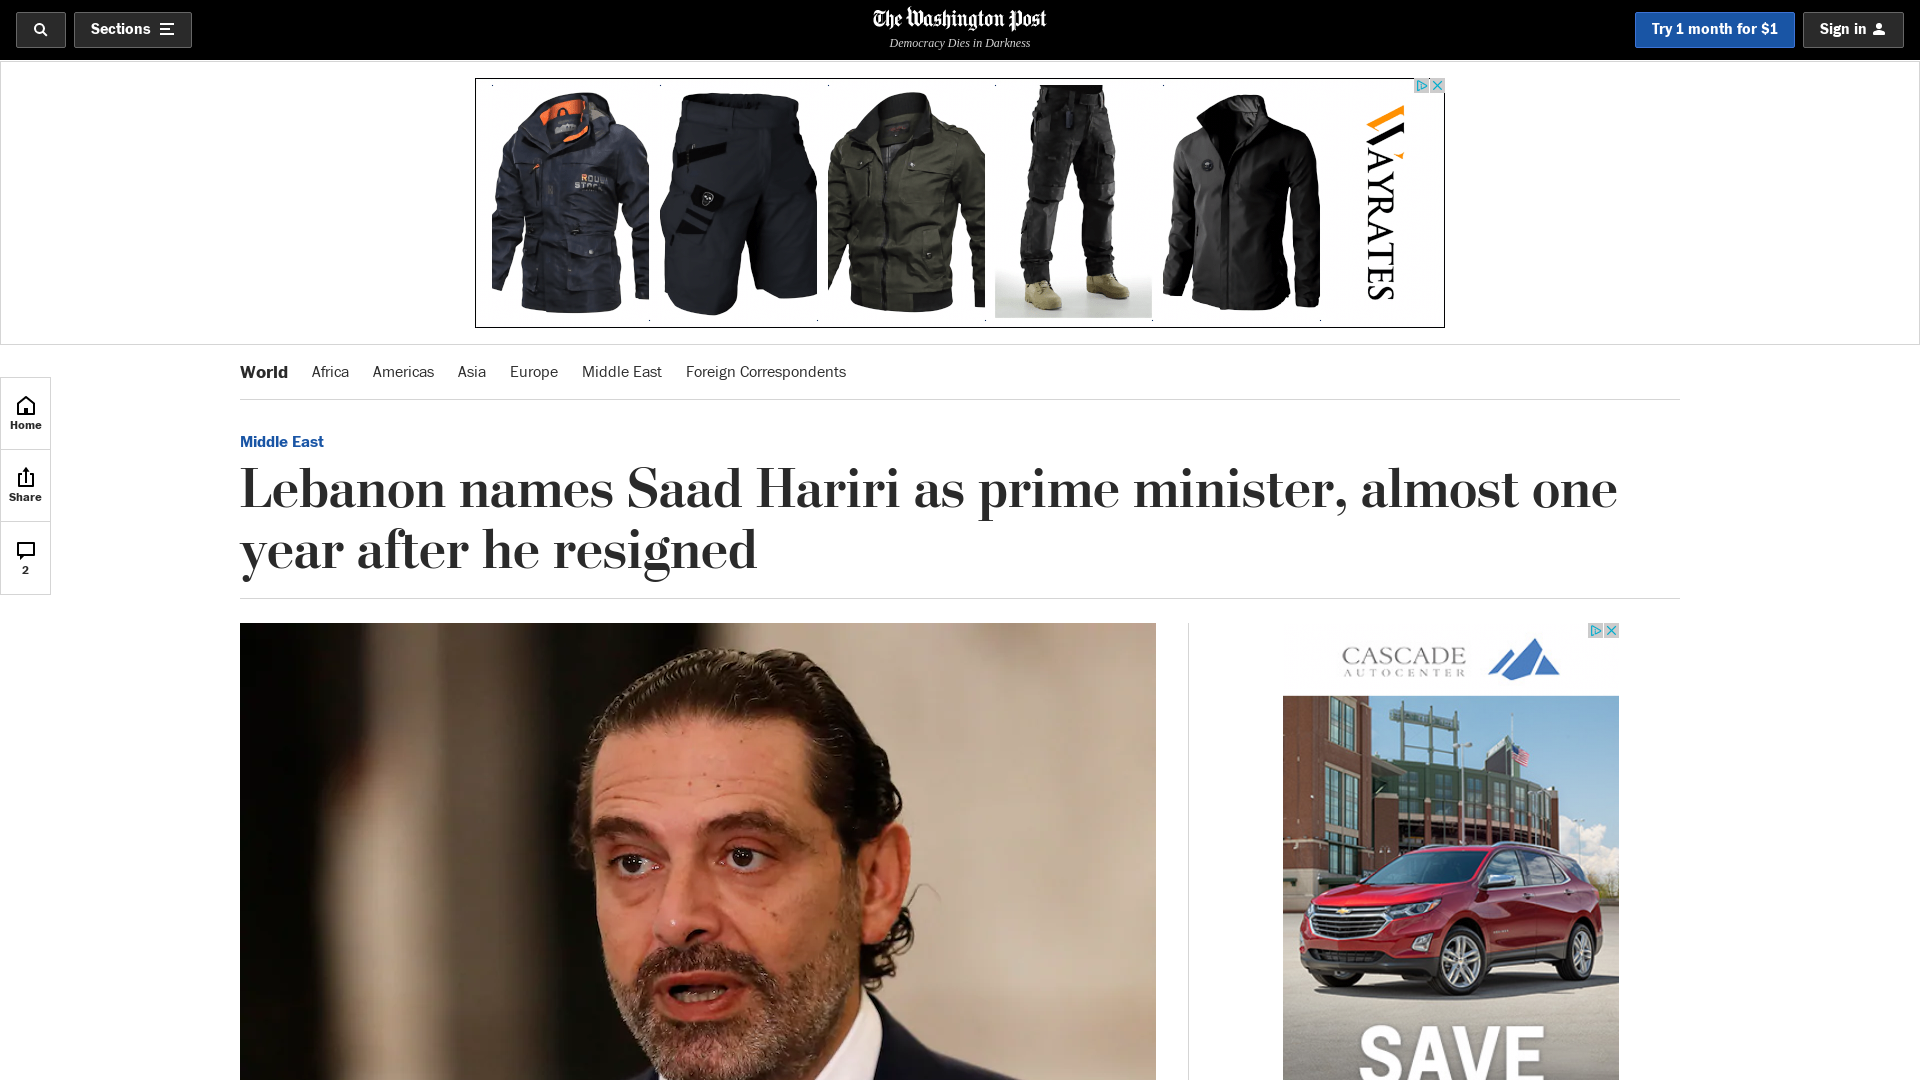 Sections
The Washington Post
Democracy Dies in Darkness
Try 1 month for $1
Sign in
ROUGH
STOCK
WAYRATES
World
Africa
Americas
Asia
Europe
Middle East
Foreign Correspondents
Home
Share
2
Middle East
Lebanon names Saad Hariri as prime minister, almost one
year after he resigned
CASCADE
AUTOCENTER
SAVE